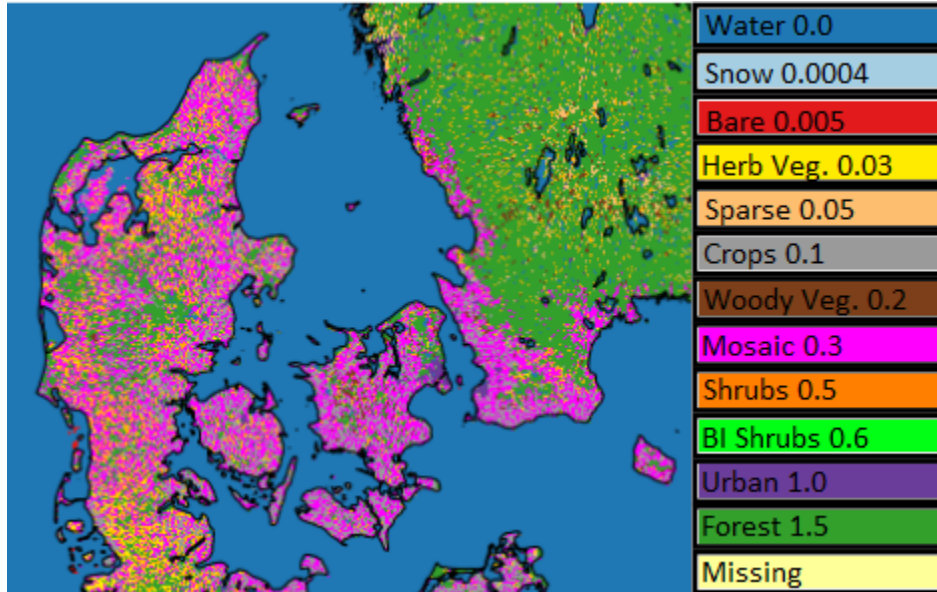 Water 0.0
Snow 0.0004
Bare 0.005
Herb Veg. 0.03
Sparse 0.05
Crops 0.1
Woody Veg. 0.2
Mosaic 0.3
Shrubs 0.5
BI Shrubs 0.6
Urban 1.0
Forest 1.5
Missing